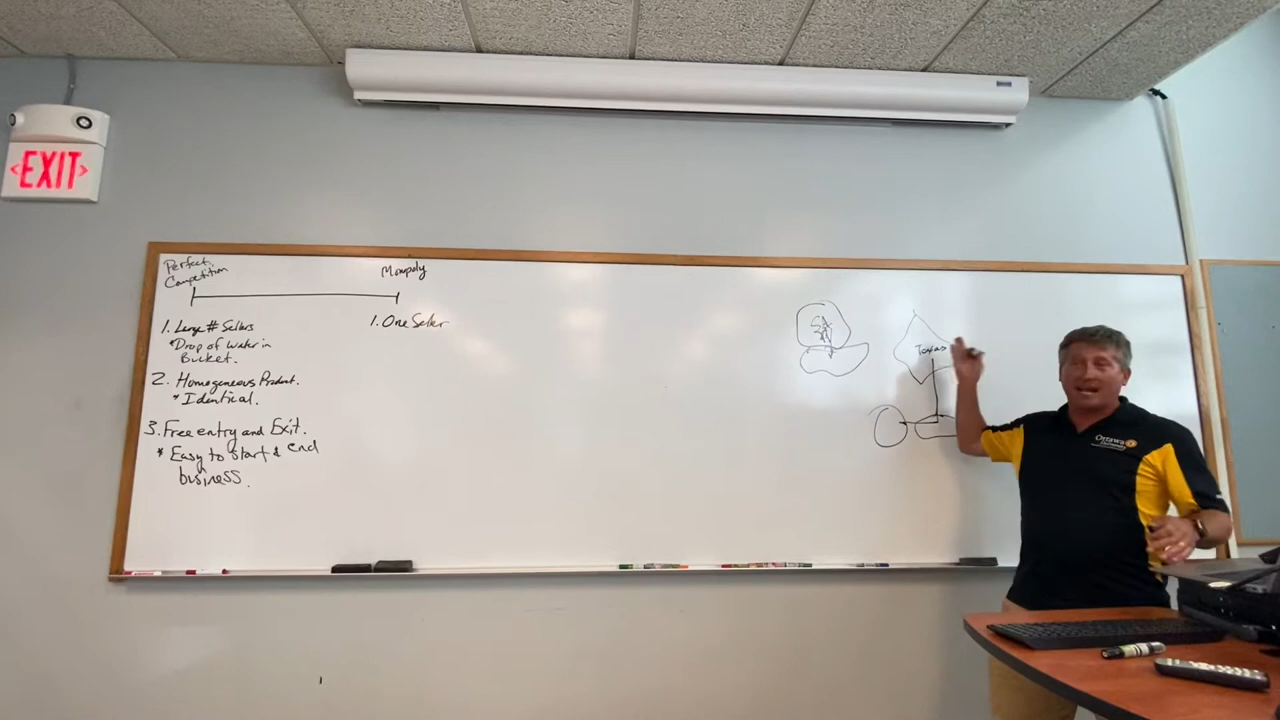 EXIT
Perfect
Competition
Monopoly
1. Large # Sellers
*Drop of water in
Bucket.
1. One Seller
2. Homogeneous Product.
* Identical.
3. Free entry and Exit.
* Easy to start & end
business.
Texas
Ottawa
University